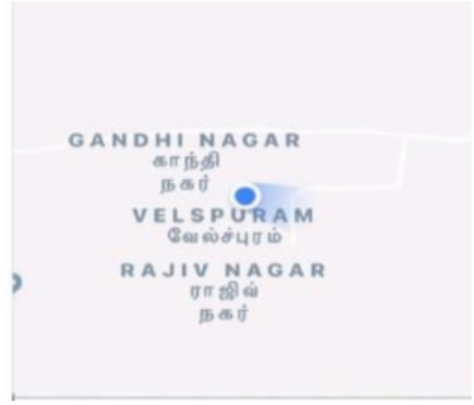 GANDHI NAGAR
காந்தி
நகர்
VELSPURAM
வேல்ச்புரம்
RAJIV NAGAR
ராஜிவ்
நகர்